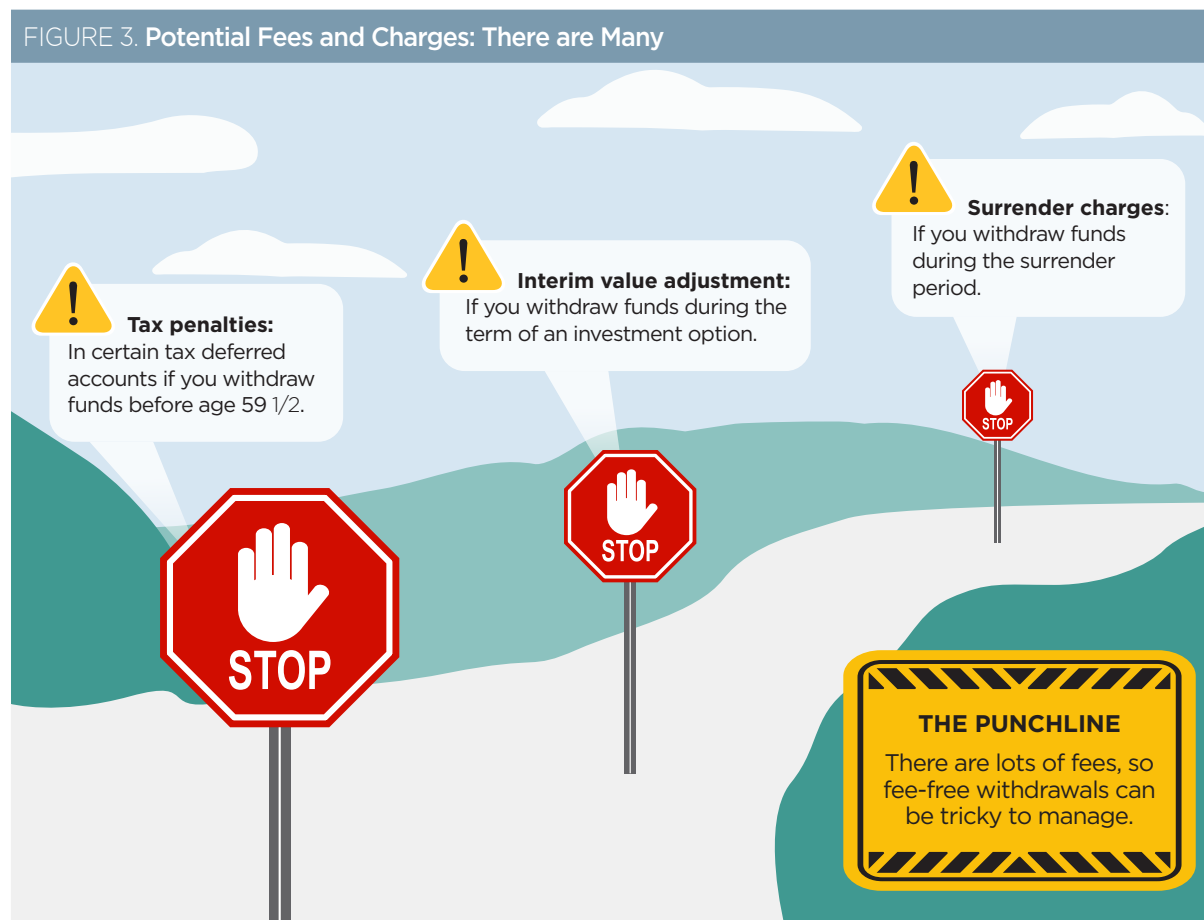 FIGURE 3. Potential Fees and Charges: There are Many
! Surrender charges:
If you withdraw funds
during the surrender
period.
! Interim value adjustment:
If you withdraw funds during the
term of an investment option.
! Tax penalties:
In certain tax deferred
accounts if you withdraw
funds before age 59 1/2.
STOP
STOP
STOP
THE PUNCHLINE
There are lots of fees, so
fee-free withdrawals can
be tricky to manage.